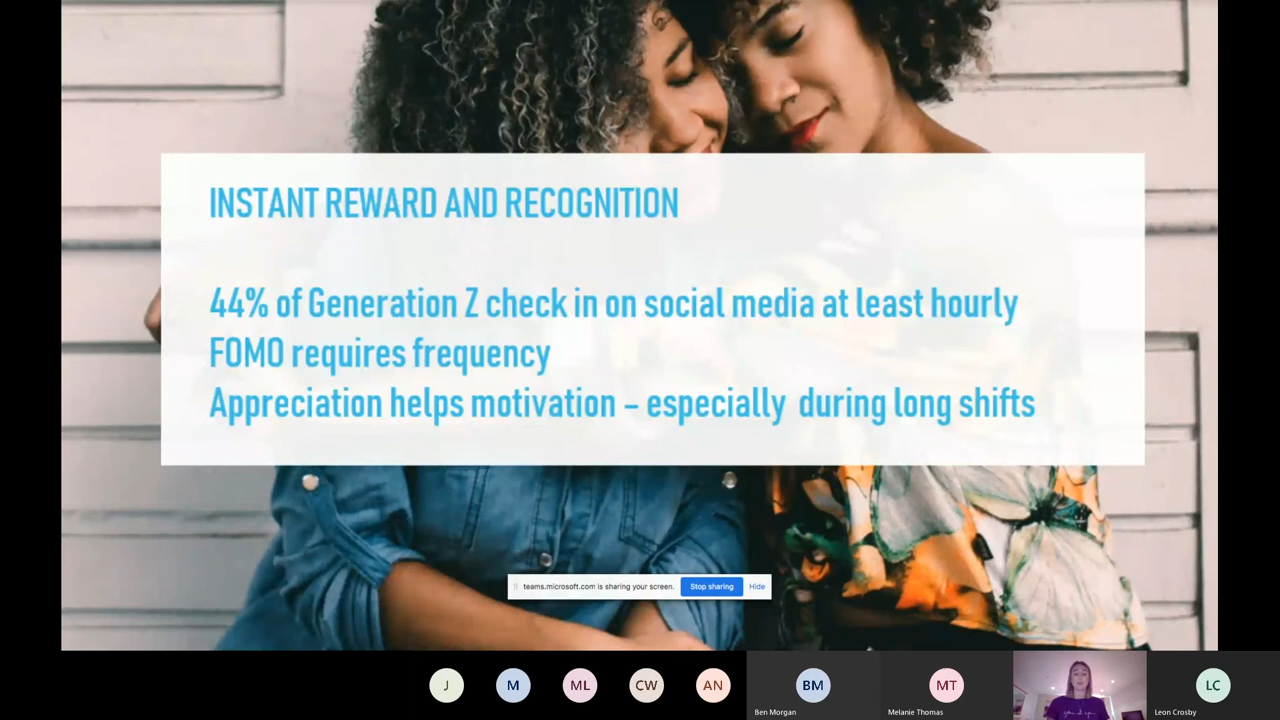 INSTANT REWARD AND RECOGNITION
44% of Generation Z check in on social media at least hourly
FOMO requires frequency
Appreciation helps motivation – especially during long shifts
teams.microsoft.com is sharing your screen. Stop sharing Hide
J M ML CW AN BM MT LC
Ben Morgan Melanie Thomas Leon Crosby